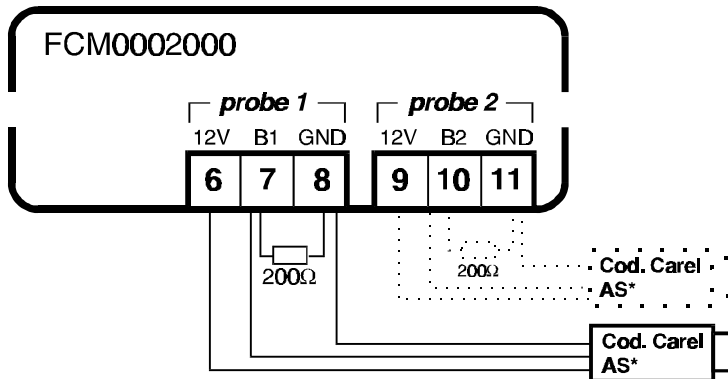 FCM0002000
probe 1 probe 2
12V B1 GND 12V B2 GND
6 7 8 9 10 11
200Ω 200Ω
Cod. Carel
AS*
Cod. Carel
AS*